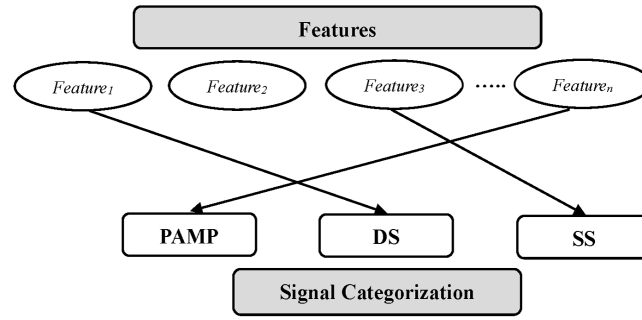 Features
Feature₁ Feature₂ Feature₃ ..... Featureₙ
PAMP DS SS
Signal Categorization